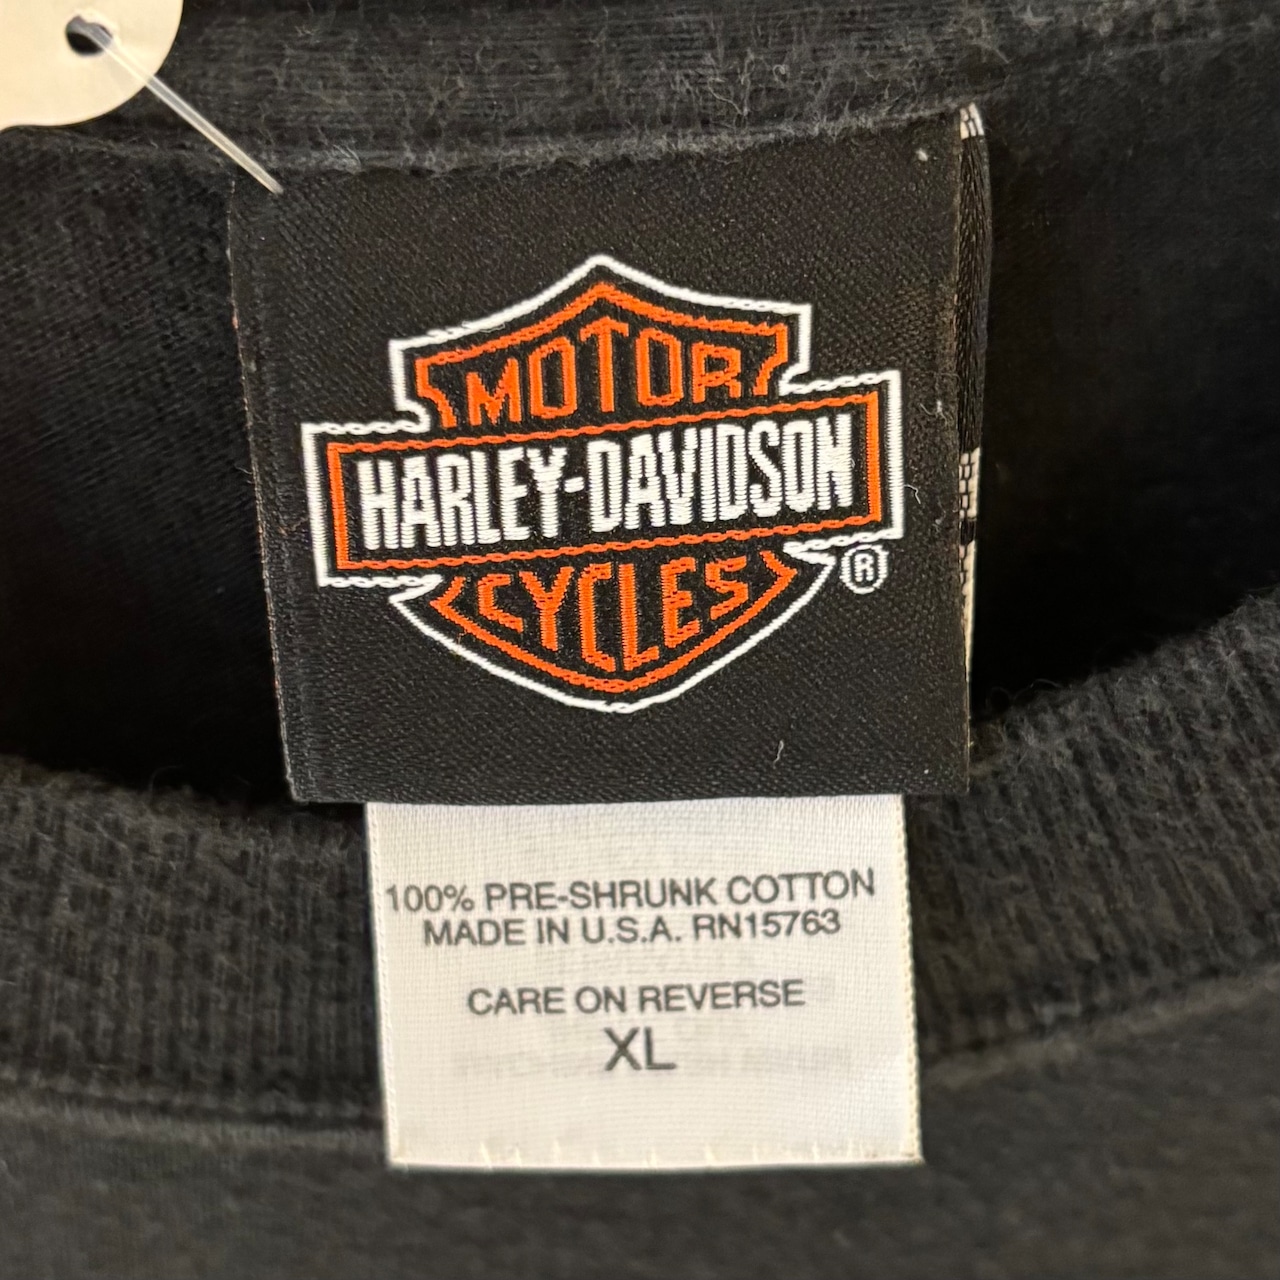 MOTOR
HARLEY-DAVIDSON
CYCLES
®
100% PRE-SHRUNK COTTON
MADE IN U.S.A. RN15763
CARE ON REVERSE
XL